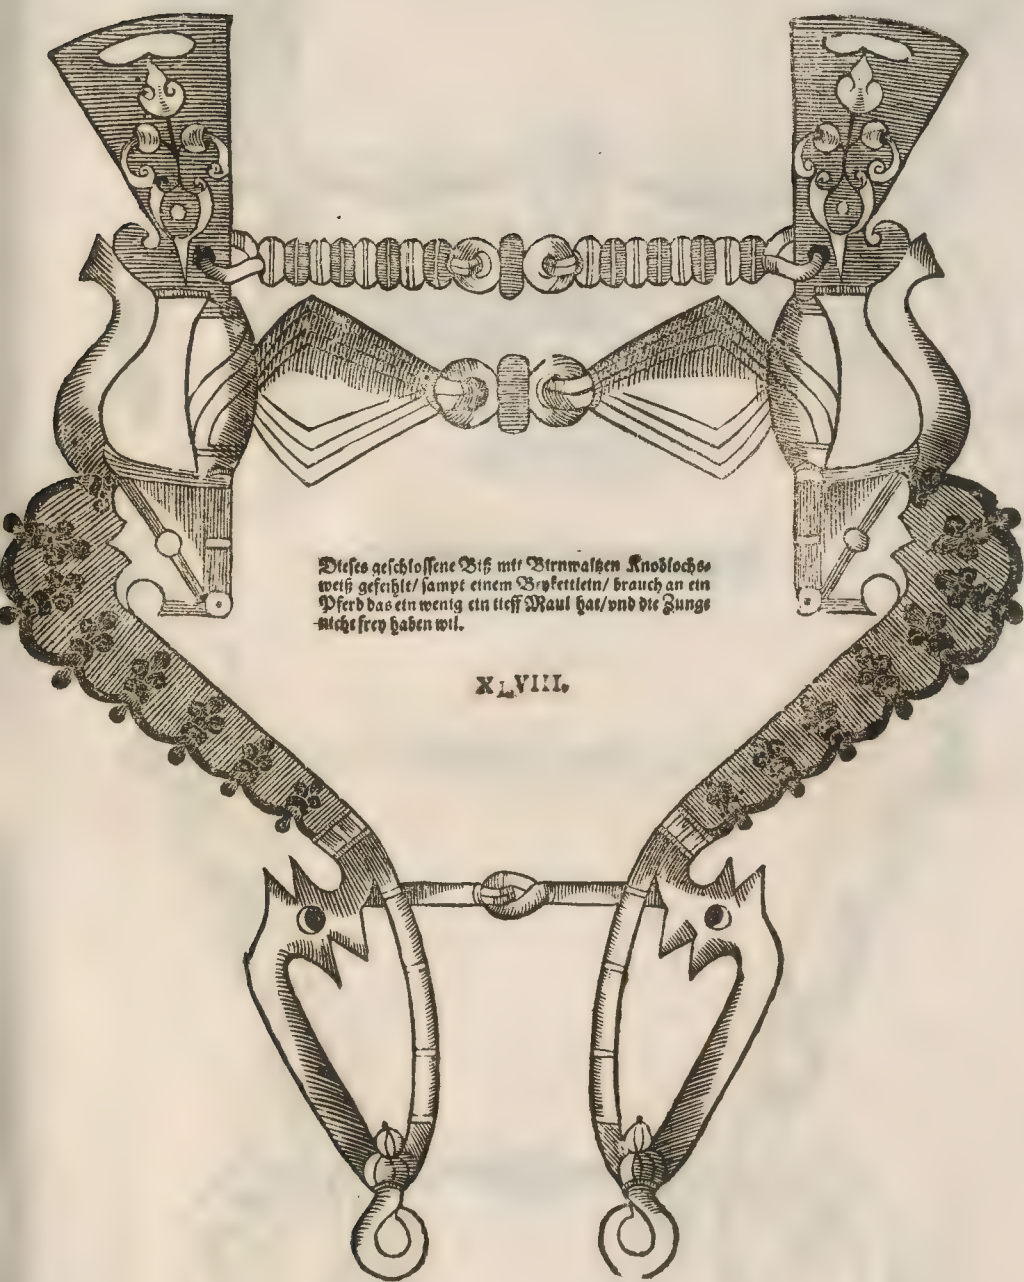 Dieses geschlossene Biß mit Birnwaltzen Knoblochs-
weiß gefeihlt/ sampt einem Beykettlein/ brauch an ein
Pferd das ein wenig ein tieff Maul hat/ vnd die Zunge
nicht frey haben wil.
XLVIII.